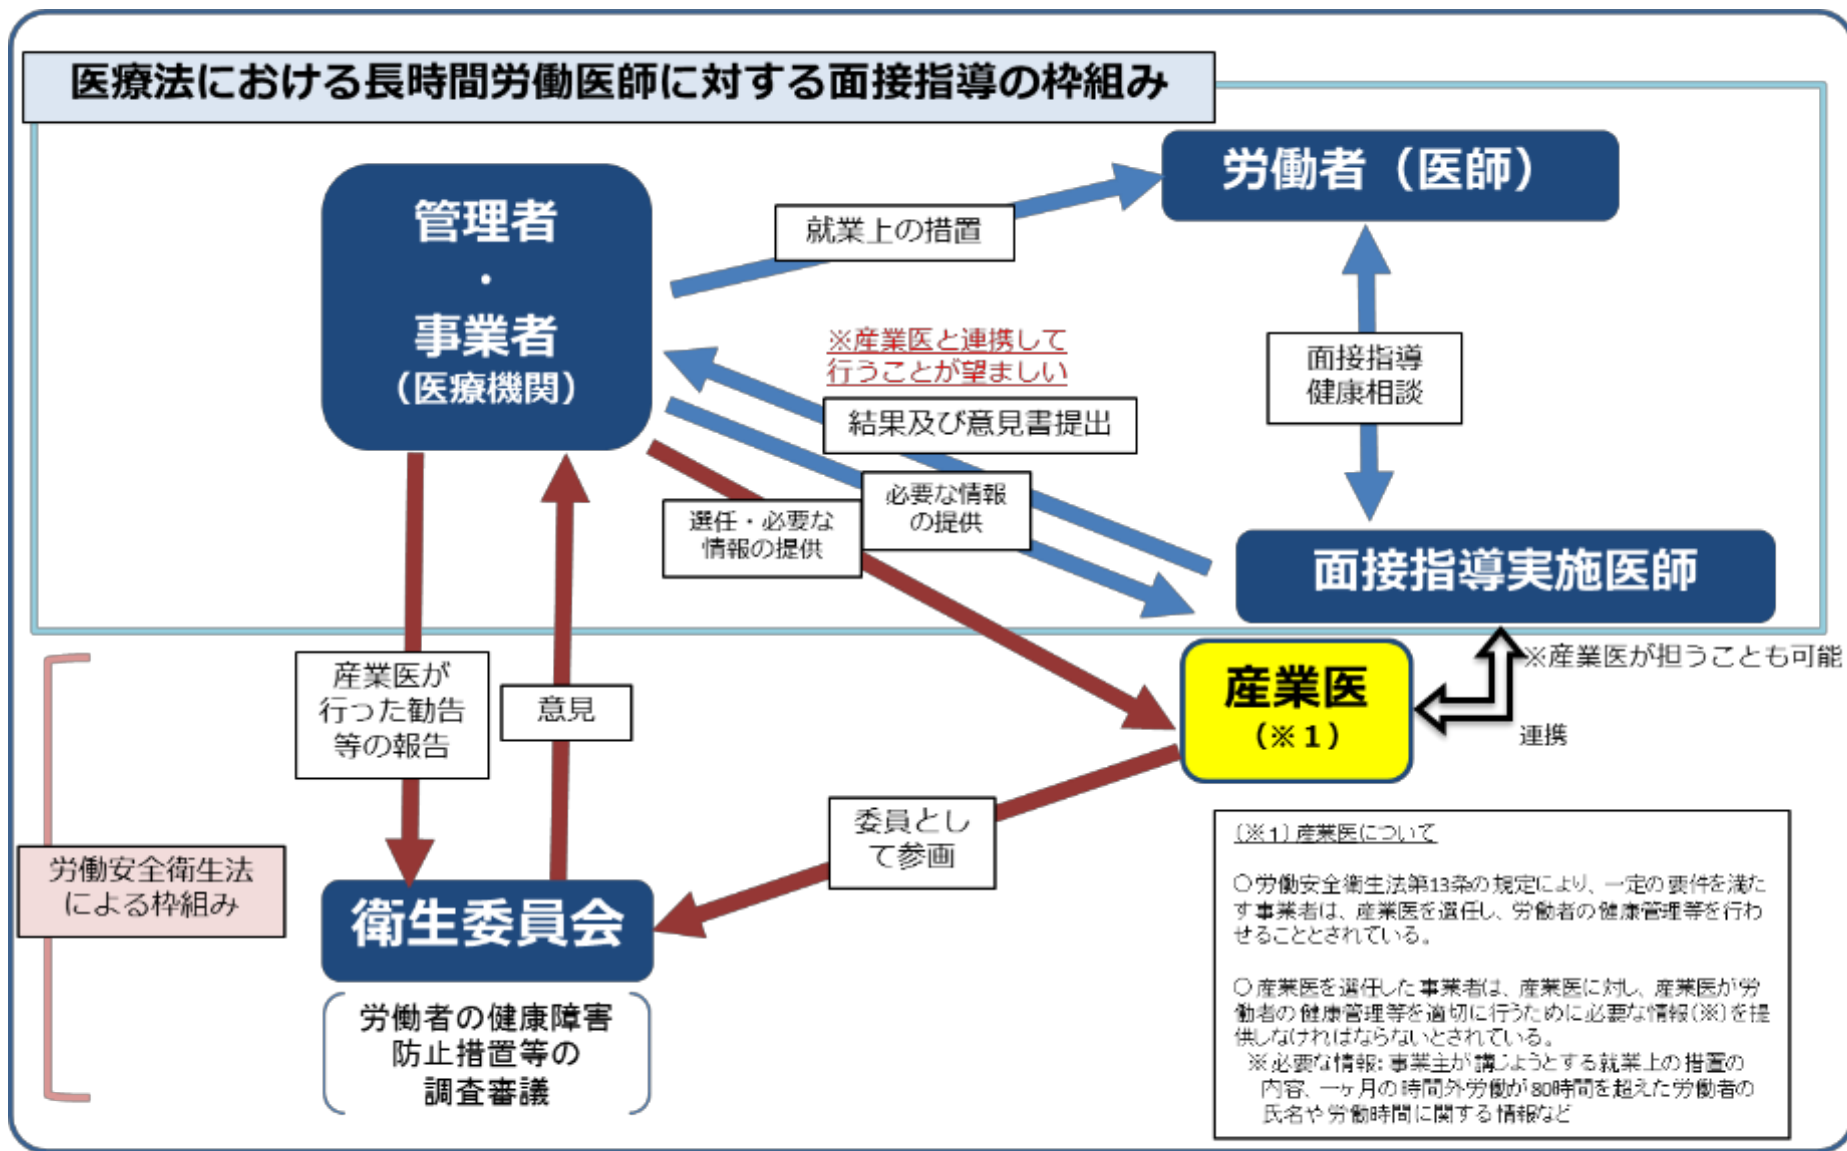 医療法における長時間労働医師に対する面接指導の枠組み
労働者（医師）
管理者
・
事業者
（医療機関）
就業上の措置
※産業医と連携して
行うことが望ましい
結果及び意見書提出
面接指導
健康相談
必要な情報
の提供
選任・必要な
情報の提供
面接指導実施医師
※産業医が担うことも可能
産業医
（※１）
連携
産業医が
行った勧告
等の報告
意見
委員とし
て参画
労働安全衛生法
による枠組み
衛生委員会
労働者の健康障害
防止措置等の
調査審議
（※１）産業医について
○労働安全衛生法第13条の規定により、一定の要件を満た
す事業者は、産業医を選任し、労働者の健康管理等を行わ
せることとされている。
○産業医を選任した事業者は、産業医に対し、産業医が労
働者の健康管理等を適切に行うために必要な情報（※）を提
供しなければならないとされている。
※必要な情報：事業主が講じようとする就業上の措置の
内容、一ヶ月の時間外労働が80時間を超えた労働者の
氏名や労働時間に関する情報など